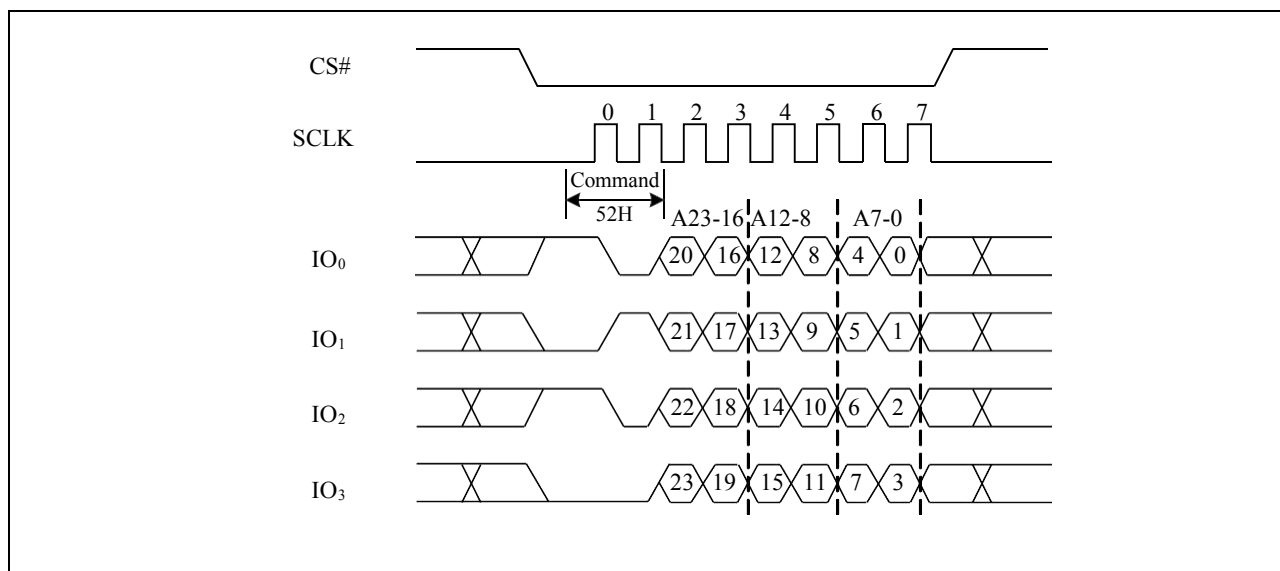 CS#
0 1 2 3 4 5 6 7
SCLK
Command
52H
A23-16 A12-8 A7-0
IO₀ 20 16 12 8 4 0
IO₁ 21 17 13 9 5 1
IO₂ 22 18 14 10 6 2
IO₃ 23 19 15 11 7 3